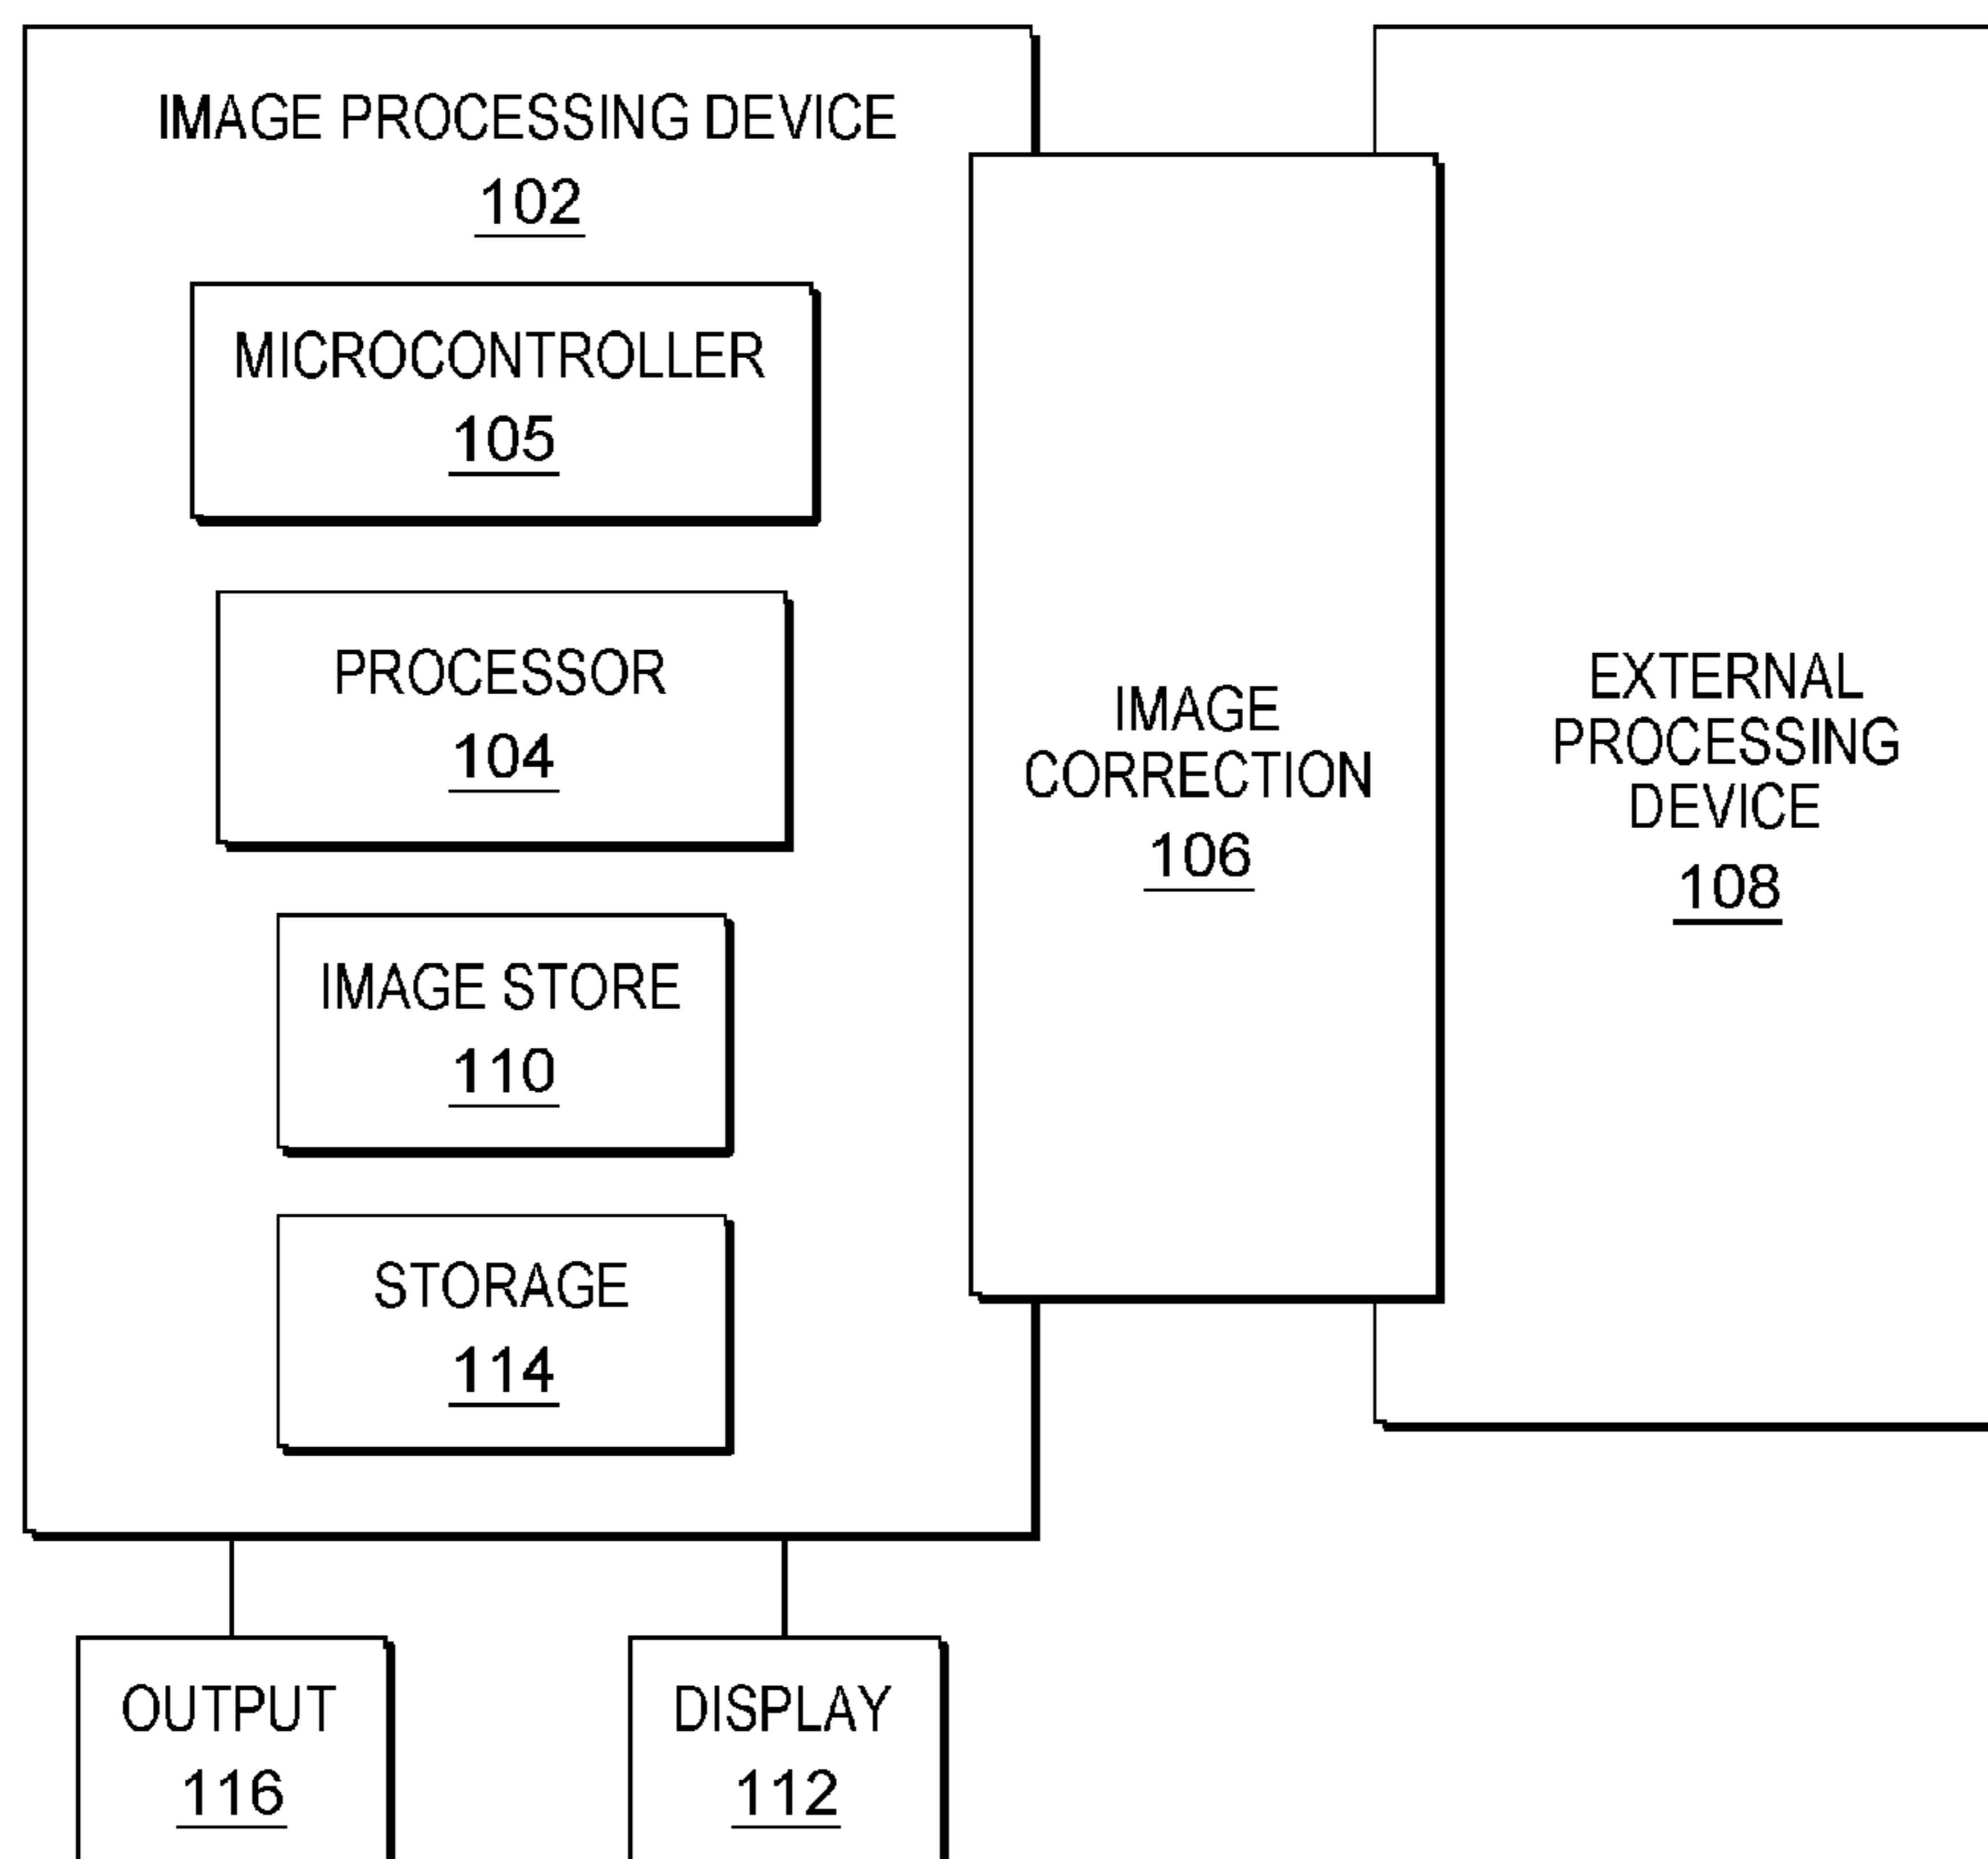 IMAGE PROCESSING DEVICE
102
MICROCONTROLLER
105
PROCESSOR
104
IMAGE STORE
110
STORAGE
114
IMAGE
CORRECTION
106
EXTERNAL
PROCESSING
DEVICE
108
OUTPUT
116
DISPLAY
112